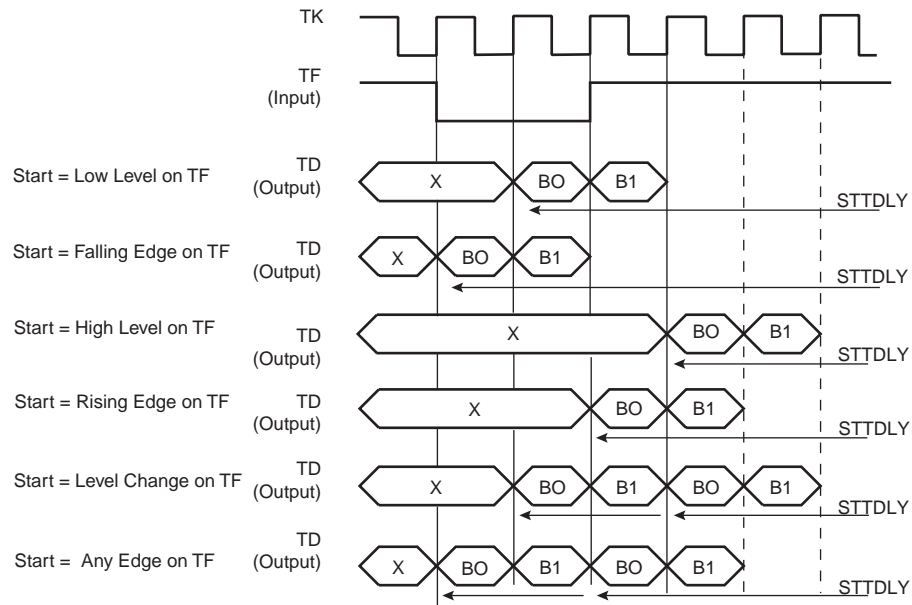 TK
TF
(Input)
Start = Low Level on TF
TD
(Output)
X
BO
B1
STTDLY
Start = Falling Edge on TF
TD
(Output)
X
BO
B1
STTDLY
Start = High Level on TF
TD
(Output)
X
BO
B1
STTDLY
Start = Rising Edge on TF
TD
(Output)
X
BO
B1
STTDLY
Start = Level Change on TF
TD
(Output)
X
BO
B1
BO
B1
STTDLY
Start = Any Edge on TF
TD
(Output)
X
BO
B1
BO
B1
STTDLY